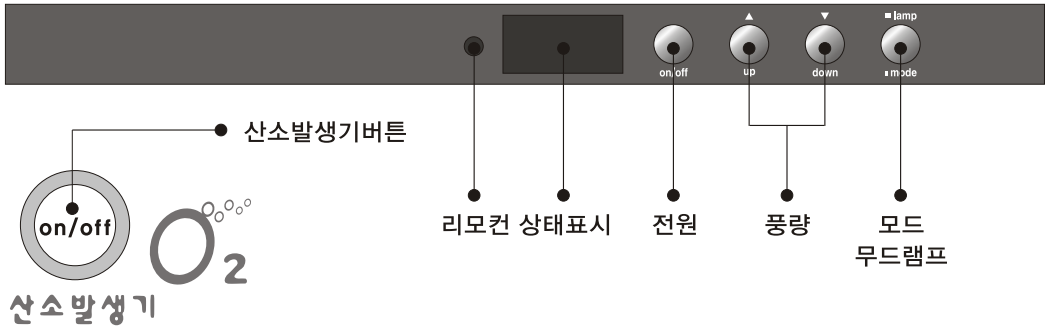 ▲ ▼ ■ lamp
on/off up down ■ mode
산소발생기버튼
on/off
O2
산소발생기
리모컨 상태표시 전원 풍량 모드
무드램프